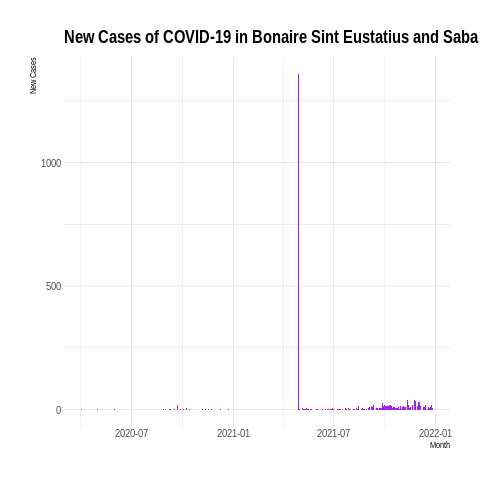 New Cases of COVID-19 in Bonaire Sint Eustatius and Saba
New Cases
1000
500
0
2020-07
2021-01
2021-07
2022-01
Month